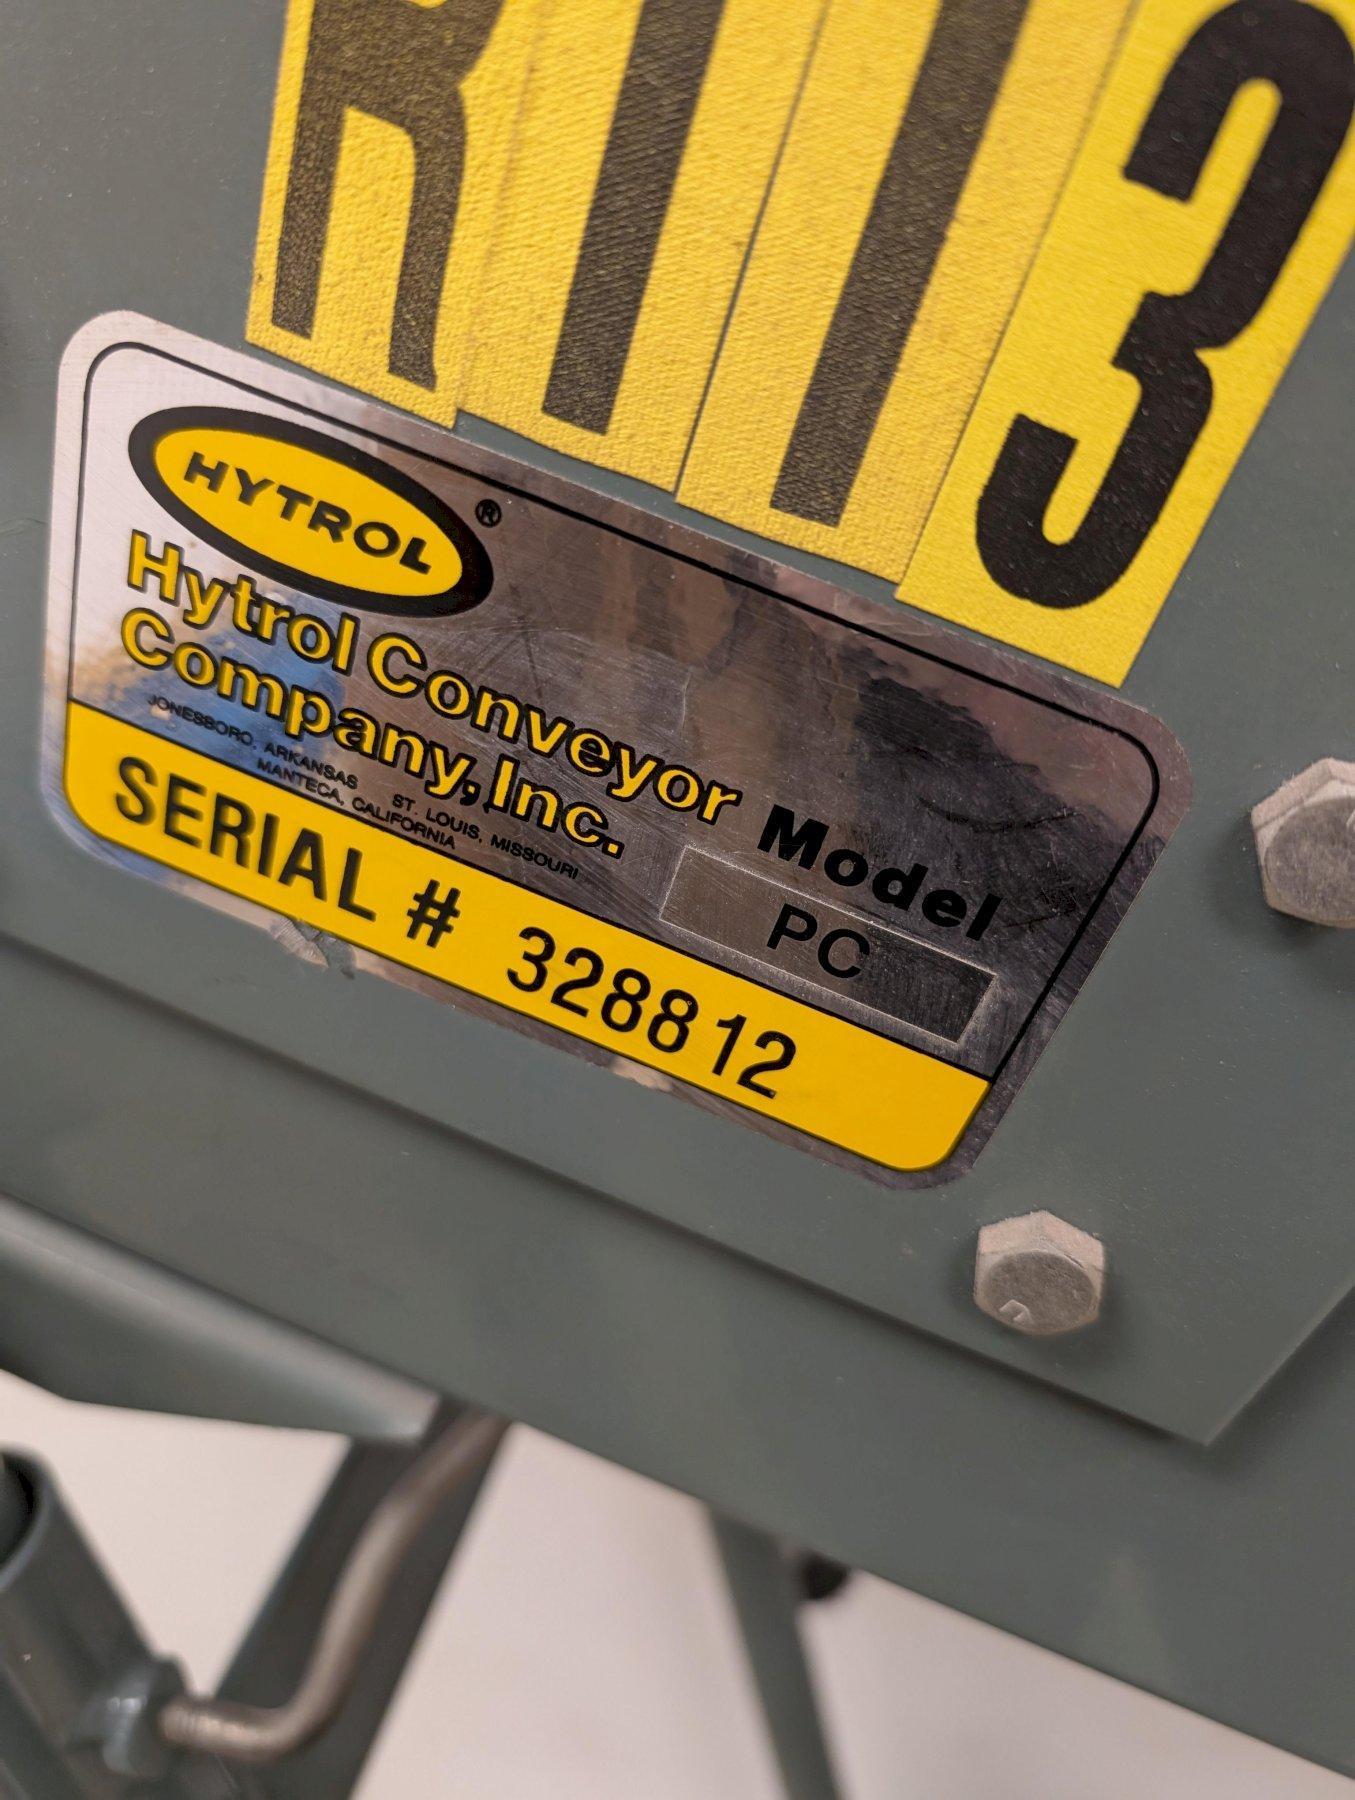 R113
HYTROL ®
Hytrol Conveyor
Company, Inc.
JONESBORO, ARKANSAS ST. LOUIS, MISSOURI
MANTECA, CALIFORNIA
Model
PC
SERIAL # 328812